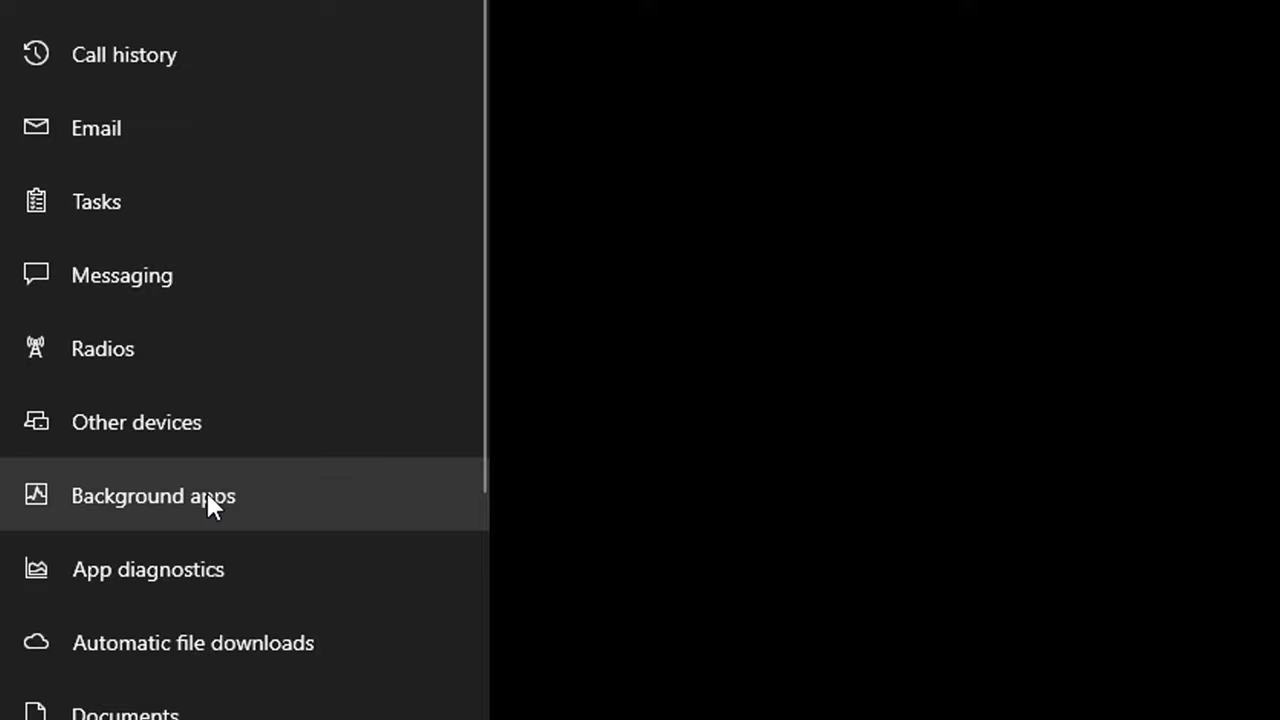 Call history
Email
Tasks
Messaging
Radios
Other devices
Background apps
App diagnostics
Automatic file downloads
Documents